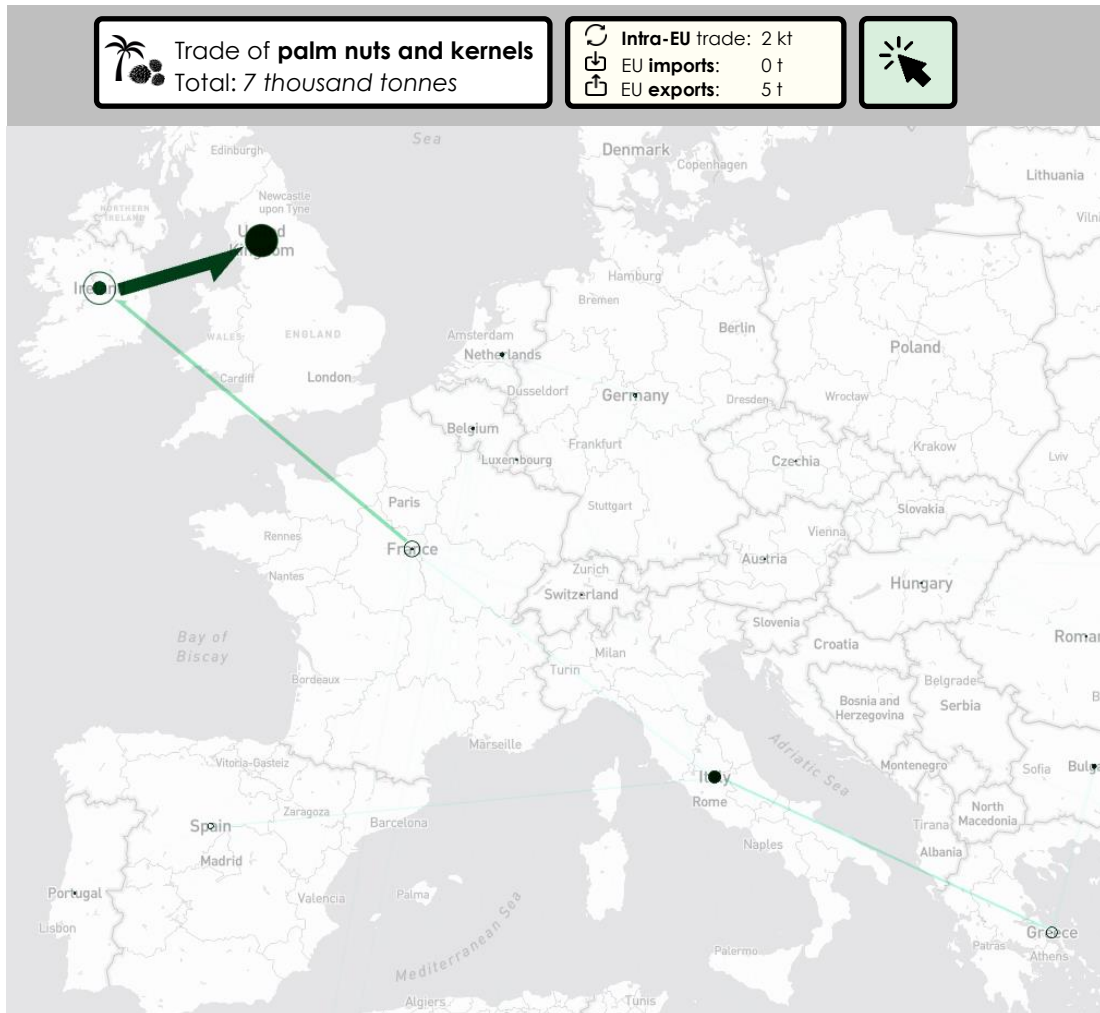 Trade of palm nuts and kernels
Total: 7 thousand tonnes
Intra-EU trade: 2 kt
EU imports: 0 t
EU exports: 5 t
Sea
Edinburgh
Denmark
Copenhagen
Lithuania
Newcastle
upon Tyne
NORTHERN
IRELAND
Hamburg
Bremen
WALES
ENGLAND
Amsterdam
Netherlands
Berlin
Poland
Cardiff
London
Dusseldorf
Germany
Dresden
Wrocław
Belgium
Frankfurt
Krakow
Luxembourg
Czechia
Lviv
Paris
Stuttgart
Slovakia
Rennes
Vienna
France
Nantes
Zurich
Austria
Hungary
Switzerland
Slovenia
Bay of
Biscay
Milan
Croatia
Turin
Bordeaux
Belgrade
Bosnia and
Herzegovina
Serbia
Marseille
Adriatic Sea
Montenegro
Vitoria-Gasteiz
Sofia
Italy
Rome
Zaragoza
Barcelona
North
Macedonia
Spain
Tirana
Naples
Albania
Madrid
Portugal
Valencia
Palma
Mediterranean Sea
Lisbon
Greece
Patras
Athens
Palermo
Algiers
Tunis